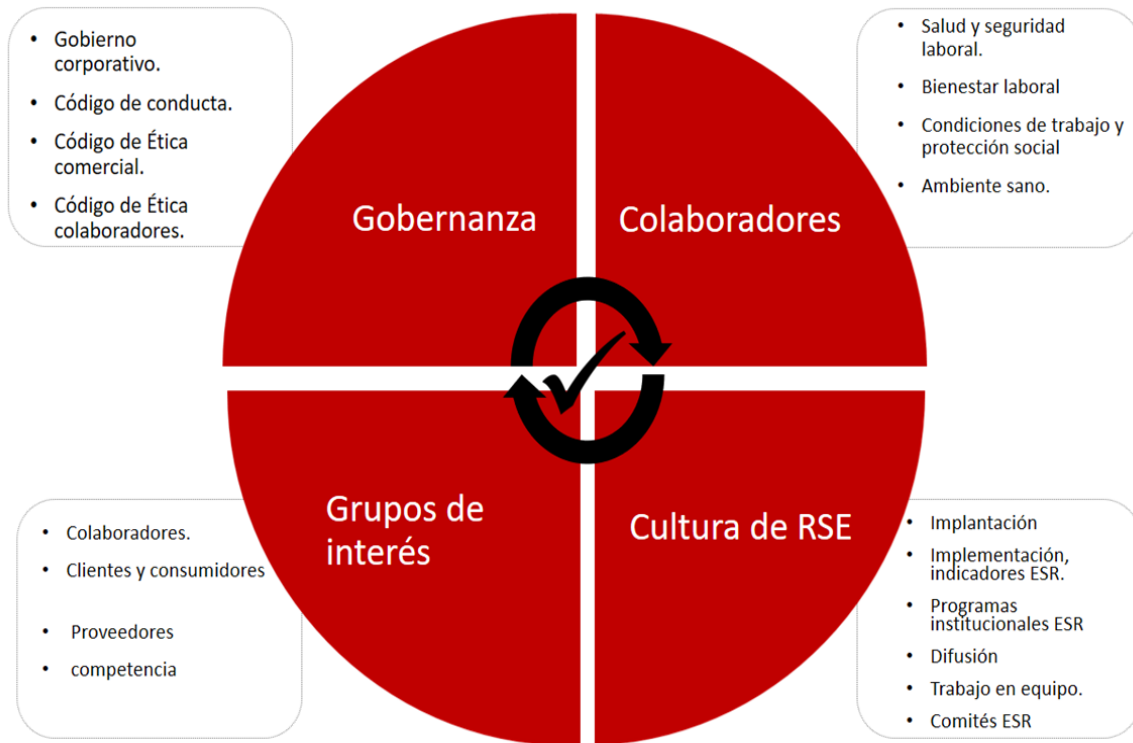 • Gobierno
corporativo.
• Código de conducta.
• Código de Ética
comercial.
• Código de Ética
colaboradores.
• Salud y seguridad
laboral.
• Bienestar laboral
• Condiciones de trabajo y
protección social
• Ambiente sano.
Gobernanza
Colaboradores
Grupos de
interés
Cultura de RSE
• Colaboradores.
• Clientes y consumidores
• Proveedores
• competencia
• Implantación
• Implementación,
indicadores ESR.
• Programas
institucionales ESR
• Difusión
• Trabajo en equipo.
• Comités ESR